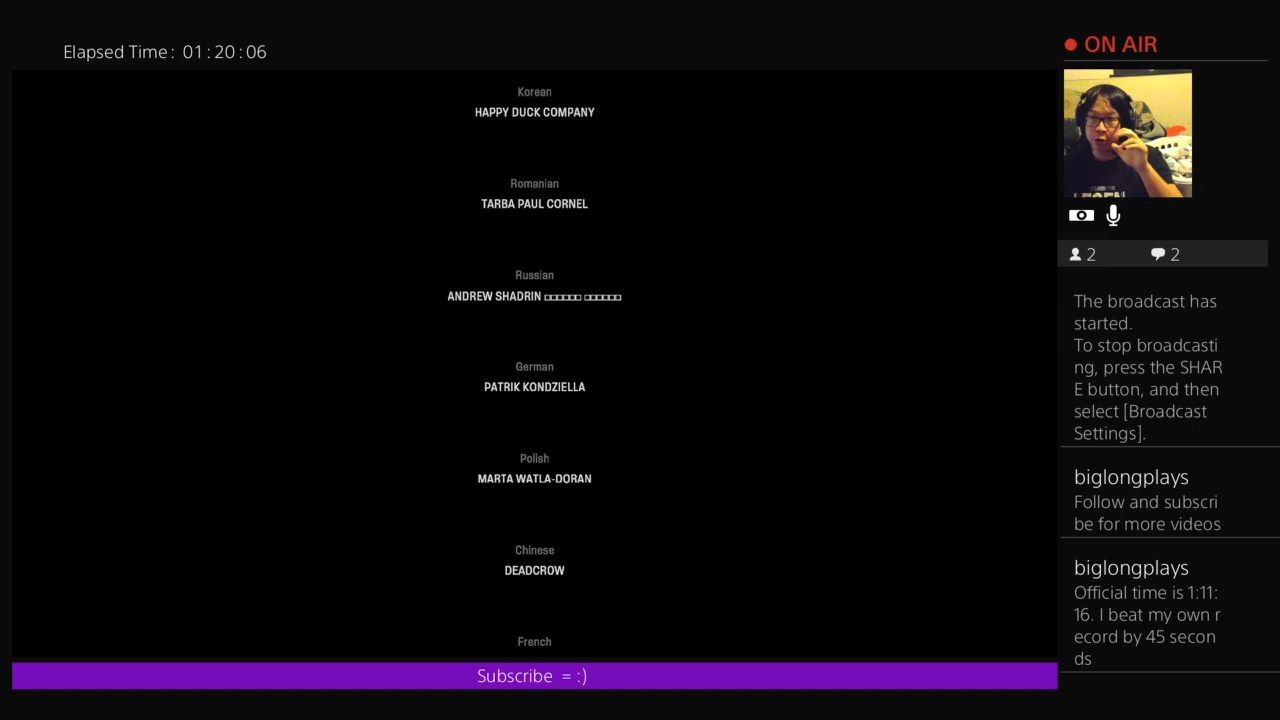 Elapsed Time: 01:20:06
ON AIR
Korean
HAPPY DUCK COMPANY
Romanian
TARBA PAUL CORNEL
Russian
ANDREW SHADRIN □□□□□□ □□□□□□
German
PATRIK KONDZIELLA
Polish
MARTA WATLA-DORAN
Chinese
DEADCROW
French
Subscribe = :)
2
2
The broadcast has
started.
To stop broadcasti
ng, press the SHAR
E button, and then
select [Broadcast
Settings].
biglongplays
Follow and subscri
be for more videos
biglongplays
Official time is 1:11:
16. I beat my own r
ecord by 45 secon
ds